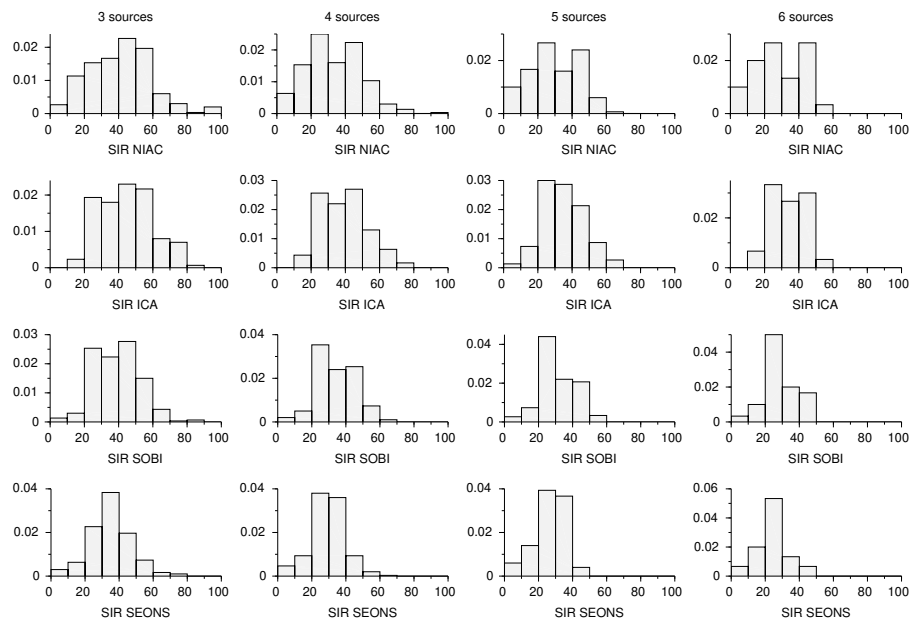 3 sources 4 sources 5 sources 6 sources
0.02 0.02 0.02 0.02
0.01 0.01 0.01
0 0 0 0
0 20 40 60 80 100 0 20 40 60 80 100 0 20 40 60 80 100 0 20 40 60 80 100
SIR NIAC SIR NIAC SIR NIAC SIR NIAC
0.02 0.03 0.03 0.02
0.01 0.02 0.02
0.01 0.01
0 0 0 0
0 20 40 60 80 100 0 20 40 60 80 100 0 20 40 60 80 100 0 20 40 60 80 100
SIR ICA SIR ICA SIR ICA SIR ICA
0.03 0.04 0.04 0.04
0.02 0.02 0.02 0.02
0.01
0 0 0 0
0 20 40 60 80 100 0 20 40 60 80 100 0 20 40 60 80 100 0 20 40 60 80 100
SIR SOBI SIR SOBI SIR SOBI SIR SOBI
0.04 0.04 0.04 0.06
0.02 0.02 0.02 0.04
0.02
0 0 0 0
0 20 40 60 80 100 0 20 40 60 80 100 0 20 40 60 80 100 0 20 40 60 80 100
SIR SEONS SIR SEONS SIR SEONS SIR SEONS